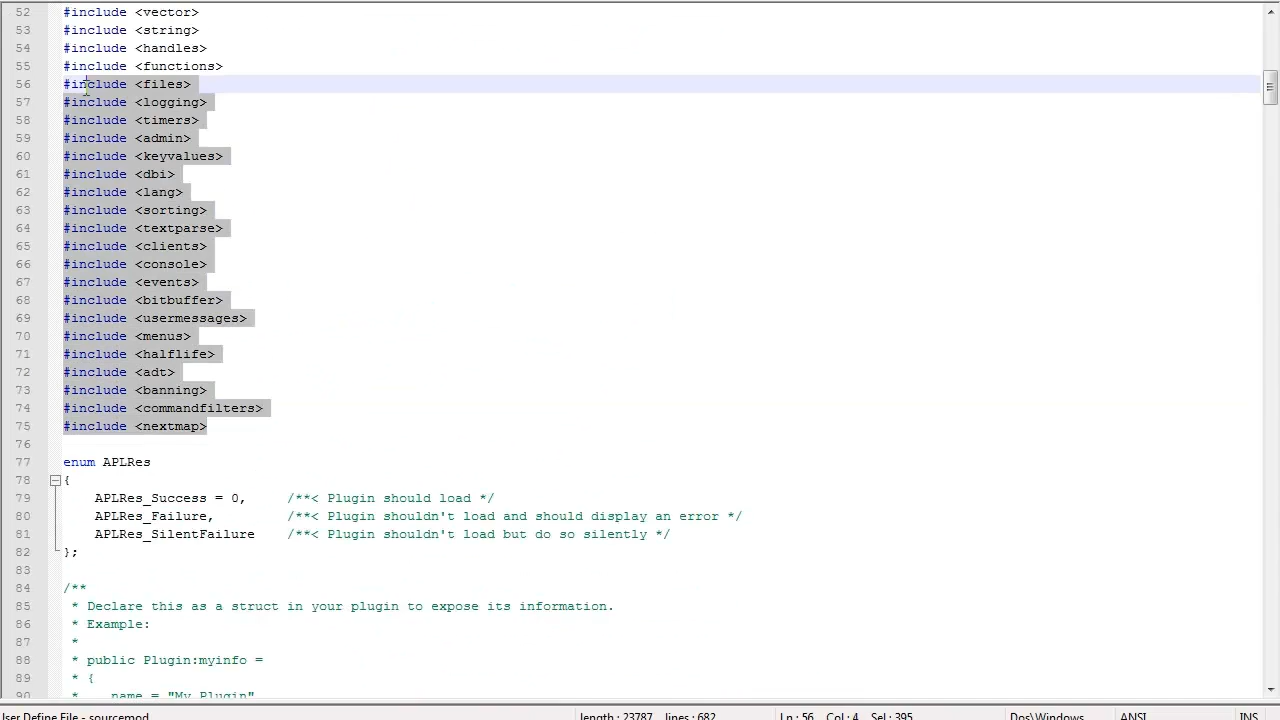 52 #include <vector>
53 #include <string>
54 #include <handles>
55 #include <functions>
56 #include <files>
57 #include <logging>
58 #include <timers>
59 #include <admin>
60 #include <keyvalues>
61 #include <dbi>
62 #include <lang>
63 #include <sorting>
64 #include <textparse>
65 #include <clients>
66 #include <console>
67 #include <events>
68 #include <bitbuffer>
69 #include <usermessages>
70 #include <menus>
71 #include <halflife>
72 #include <adt>
73 #include <banning>
74 #include <commandfilters>
75 #include <nextmap>
76
77 enum APLRes
78 {
79 APLRes_Success = 0, /**< Plugin should load */
80 APLRes_Failure, /**< Plugin shouldn't load and should display an error */
81 APLRes_SilentFailure /**< Plugin shouldn't load but do so silently */
82 };
83
84 /**
85 * Declare this as a struct in your plugin to expose its information.
86 * Example:
87 *
88 * public Plugin:myinfo =
89 * {
90 * name = "My Plugin"
User Define File - sourcemod length : 23787 lines : 682 Ln : 56 Col : 4 Sel : 395 Dos\Windows ANSI INS